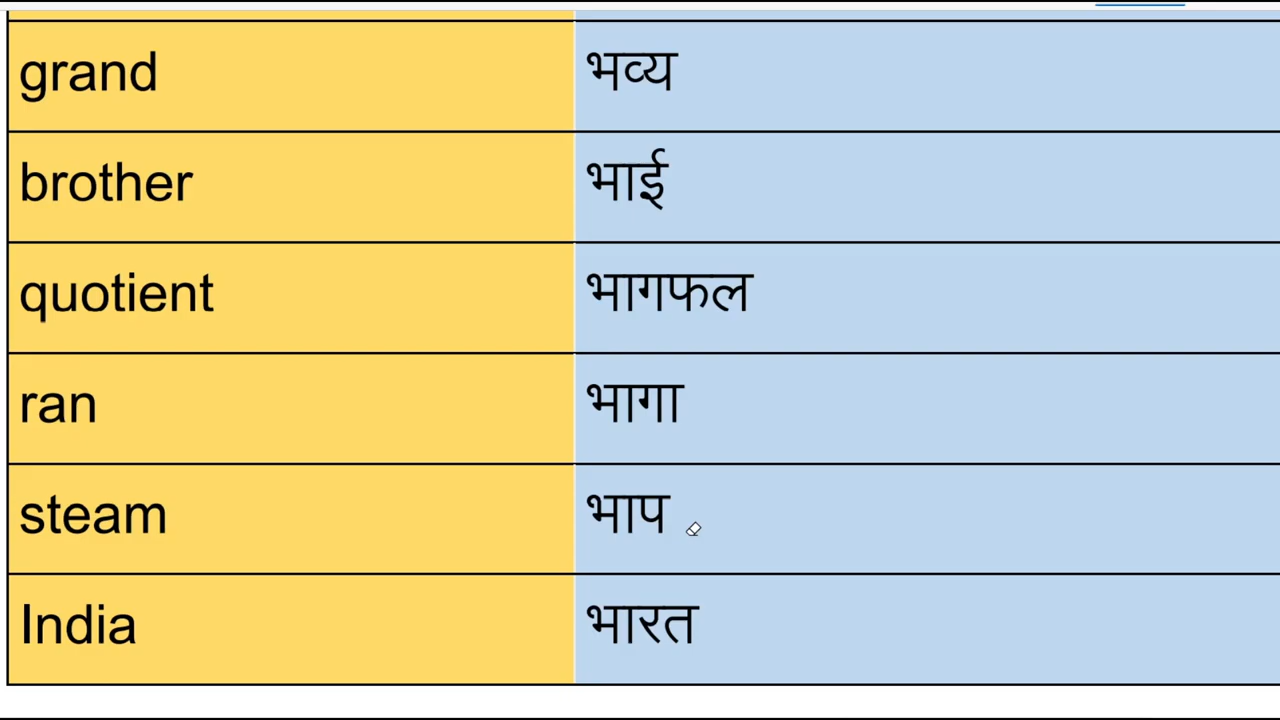 grand भव्य
brother भाई
quotient भागफल
ran भागा
steam भाप
India भारत